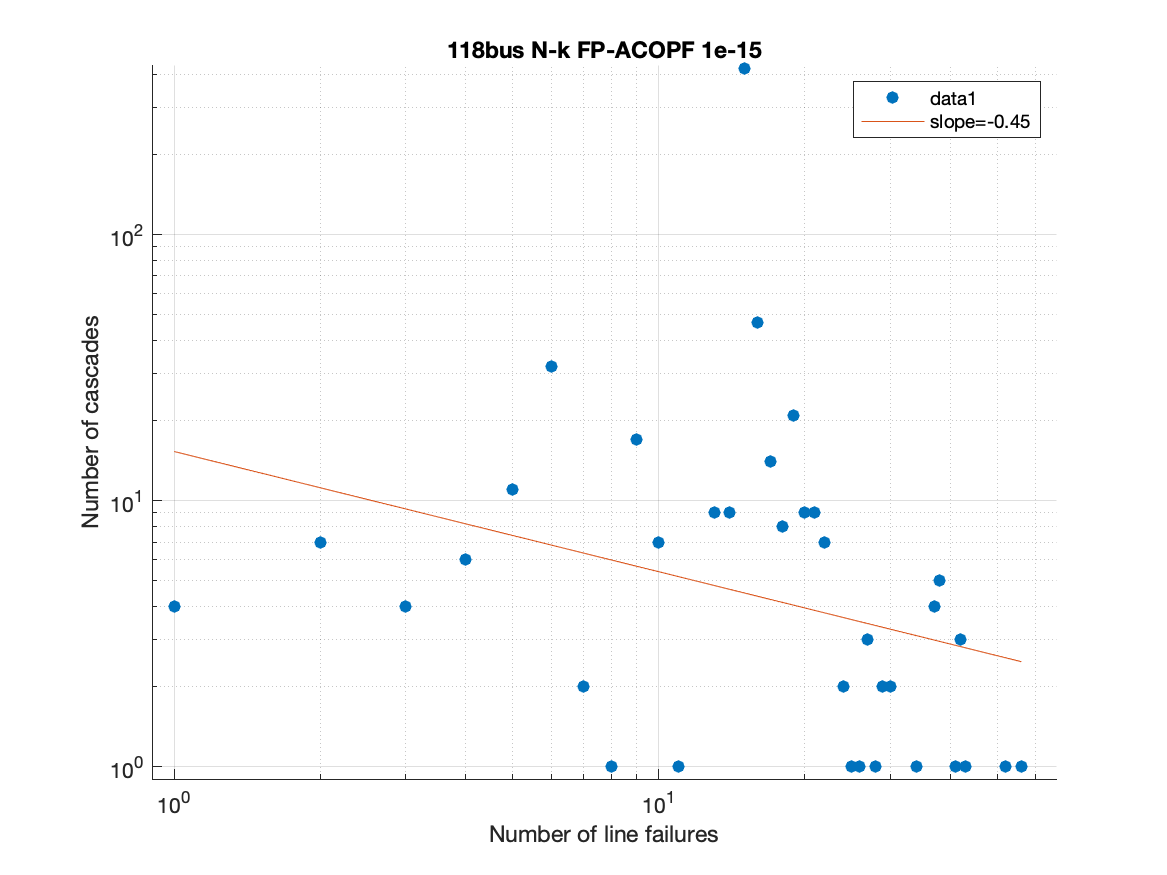 118bus N-k FP-ACOPF 1e-15
data1
slope=-0.45
Number of cascades
10^2
10^1
10^0
10^0
10^1
Number of line failures